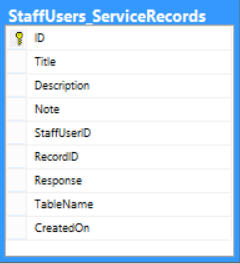 StaffUsers_ServiceRecords
ID
Title
Description
Note
StaffUserID
RecordID
Response
TableName
CreatedOn